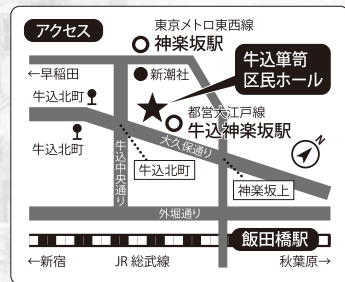 アクセス
東京メトロ東西線
神楽坂駅
牛込簞笥
区民ホール
←早稲田
新潮社
牛込北町
都営大江戸線
牛込神楽坂駅
牛込北町
大久保通り
N
牛込中央通り
牛込北町
神楽坂上
外堀通り
飯田橋駅
←新宿
JR 総武線
秋葉原→